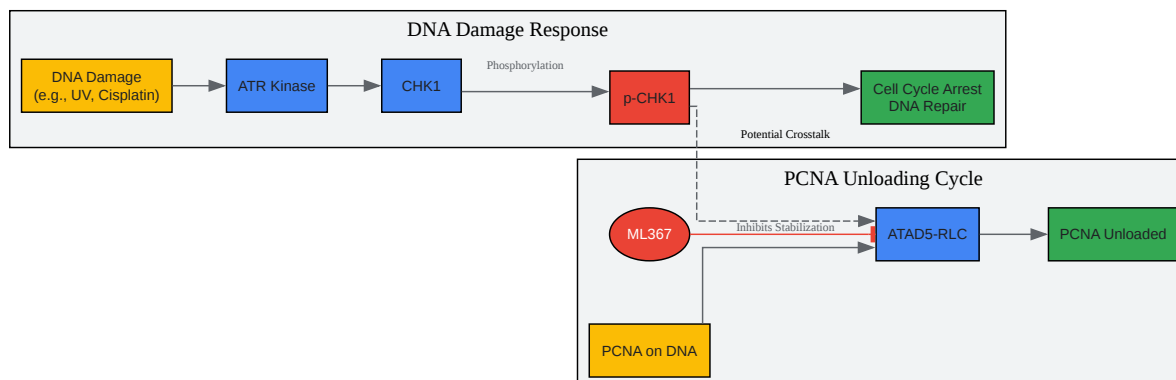 DNA Damage Response
DNA Damage
(e.g., UV, Cisplatin)
ATR Kinase
CHK1
Phosphorylation
p-CHK1
Cell Cycle Arrest
DNA Repair
Potential Crosstalk
PCNA Unloading Cycle
ML367
Inhibits Stabilization
ATAD5-RLC
PCNA Unloaded
PCNA on DNA